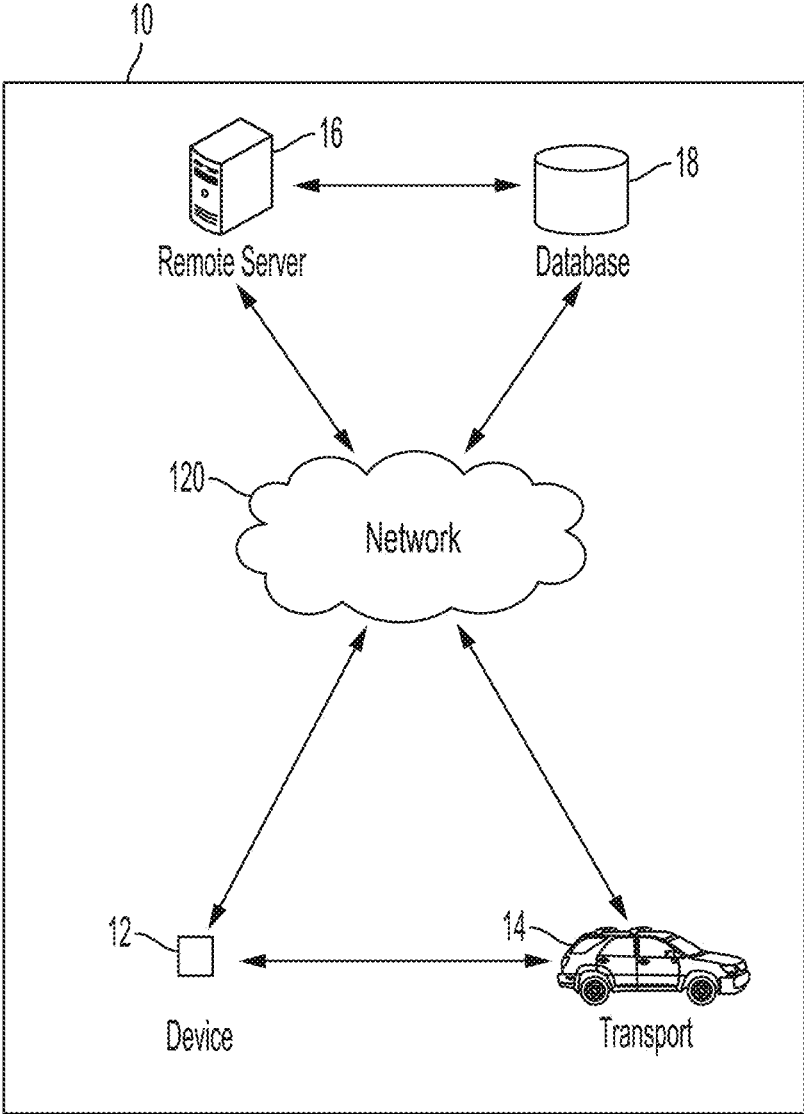 10
16
18
Remote Server
Database
120
Network
12
14
Device
Transport